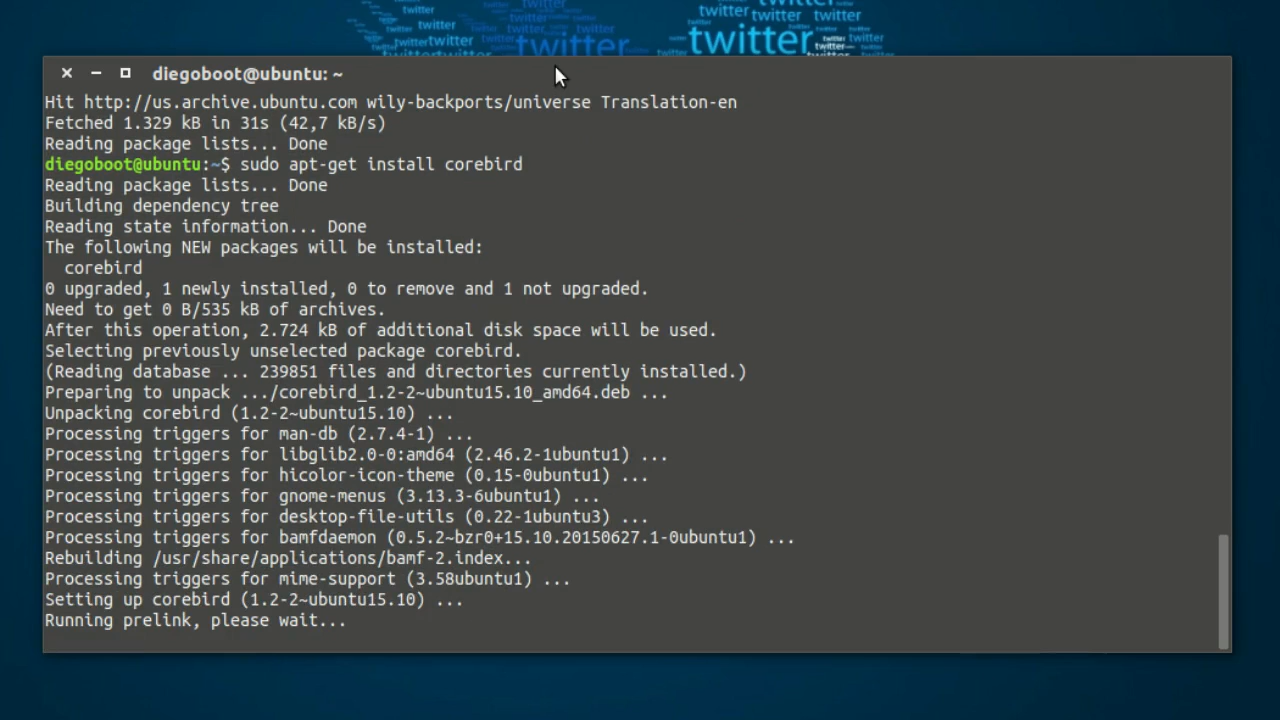 twitter twitter twitter
twitter twitter twitter
twittertwitter twitter twitter twitter
diegoboot@ubuntu: ~
Hit http://us.archive.ubuntu.com wily-backports/universe Translation-en
Fetched 1.329 kB in 31s (42,7 kB/s)
Reading package lists... Done
diegoboot@ubuntu:~$ sudo apt-get install corebird
Reading package lists... Done
Building dependency tree
Reading state information... Done
The following NEW packages will be installed:
  corebird
0 upgraded, 1 newly installed, 0 to remove and 1 not upgraded.
Need to get 0 B/535 kB of archives.
After this operation, 2.724 kB of additional disk space will be used.
Selecting previously unselected package corebird.
(Reading database ... 239851 files and directories currently installed.)
Preparing to unpack .../corebird_1.2-2~ubuntu15.10_amd64.deb ...
Unpacking corebird (1.2-2~ubuntu15.10) ...
Processing triggers for man-db (2.7.4-1) ...
Processing triggers for libglib2.0-0:amd64 (2.46.2-1ubuntu1) ...
Processing triggers for hicolor-icon-theme (0.15-0ubuntu1) ...
Processing triggers for gnome-menus (3.13.3-6ubuntu1) ...
Processing triggers for desktop-file-utils (0.22-1ubuntu3) ...
Processing triggers for bamfdaemon (0.5.2~bzr0+15.10.20150627.1-0ubuntu1) ...
Rebuilding /usr/share/applications/bamf-2.index...
Processing triggers for mime-support (3.58ubuntu1) ...
Setting up corebird (1.2-2~ubuntu15.10) ...
Running prelink, please wait...